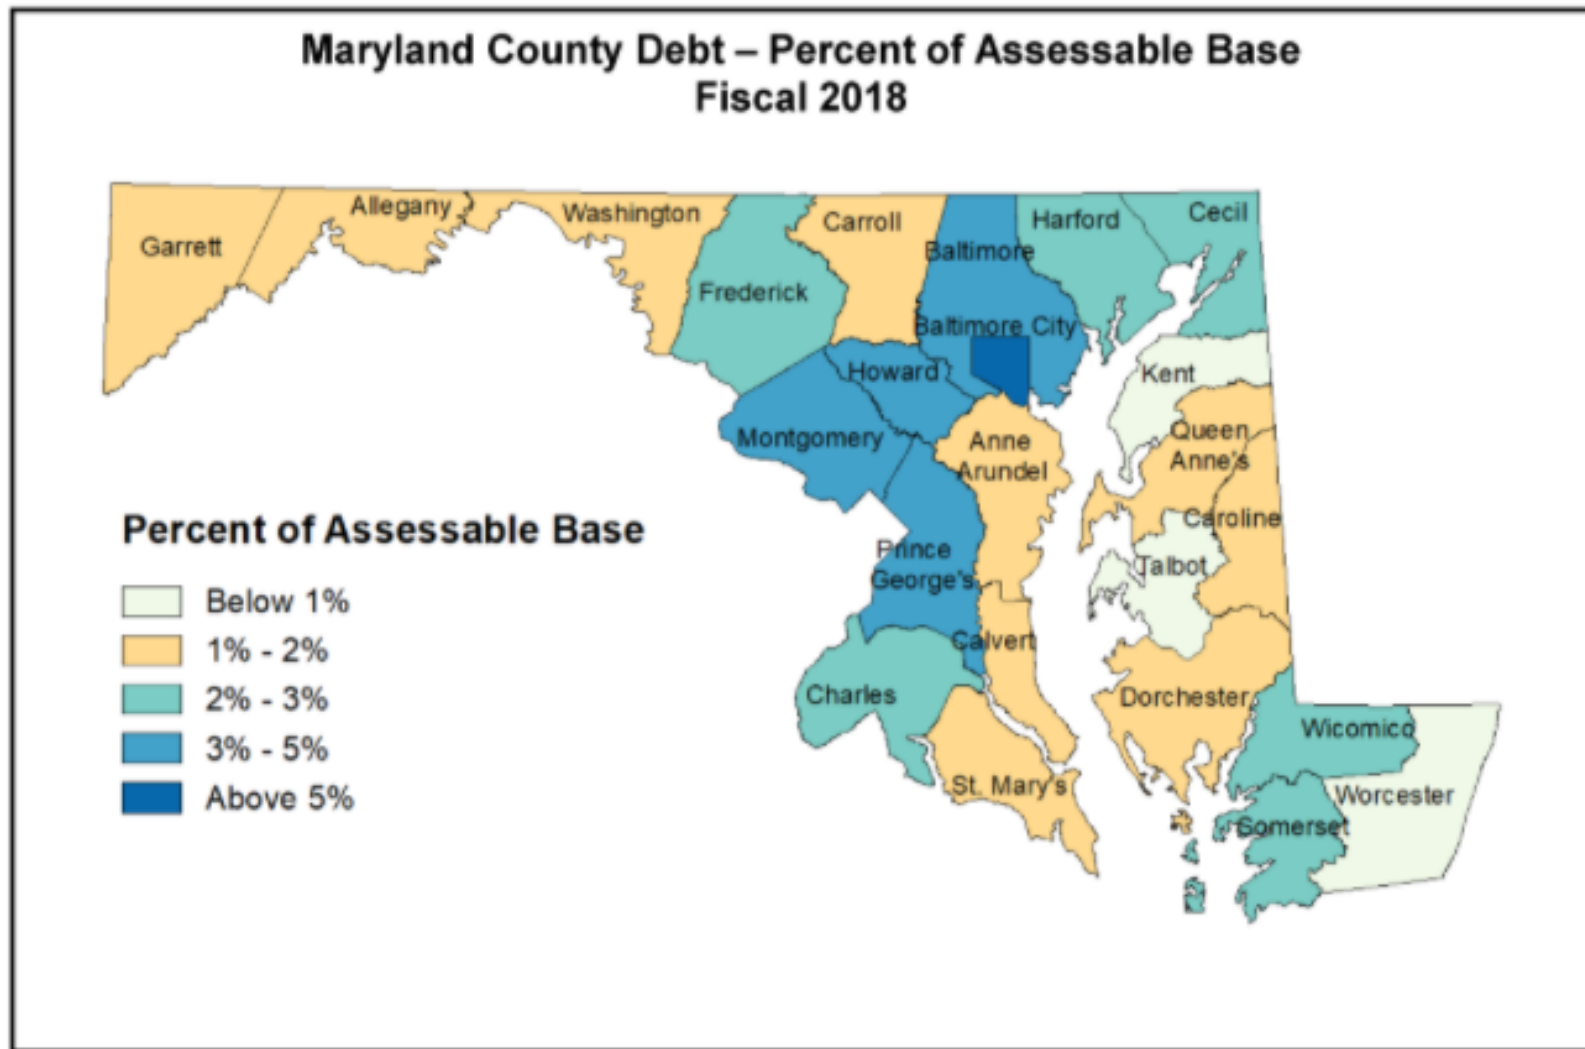 Maryland County Debt – Percent of Assessable Base
Fiscal 2018
Allegany
Washington
Carroll
Harford
Cecil
Garrett
Baltimore
Frederick
Baltimore City
Howard
Kent
Montgomery
Anne
Arundel
Queen
Anne's
Caroline
Prince
George's
Talbot
Calvert
Charles
Dorchester
Wicomico
St. Mary's
Worcester
Somerset
Percent of Assessable Base
Below 1%
1% - 2%
2% - 3%
3% - 5%
Above 5%